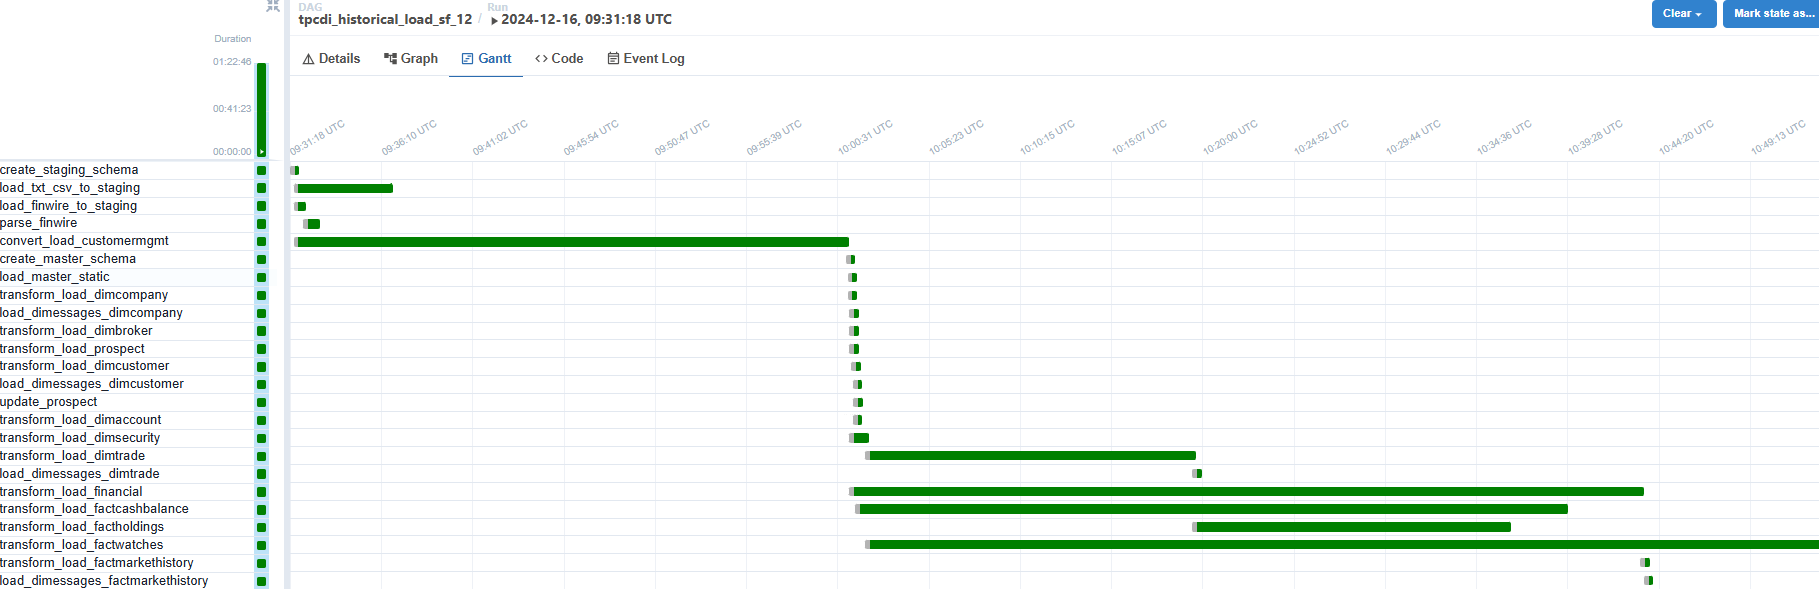 DAG
Run
tpcdi_historical_load_sf_12 / 2024-12-16, 09:31:18 UTC
Clear
Mark state as...
Details
Graph
Gantt
Code
Event Log
Duration
01:22:46
00:41:23
00:00:00
09:31:18 UTC
09:36:10 UTC
09:41:02 UTC
09:45:54 UTC
09:50:47 UTC
09:55:39 UTC
10:00:31 UTC
10:05:23 UTC
10:10:15 UTC
10:15:07 UTC
10:20:00 UTC
10:24:52 UTC
10:29:44 UTC
10:34:36 UTC
10:39:28 UTC
10:44:20 UTC
10:49:13 UTC
create_staging_schema
load_txt_csv_to_staging
load_finwire_to_staging
parse_finwire
convert_load_customermgmt
create_master_schema
load_master_static
transform_load_dimcompany
load_dimessages_dimcompany
transform_load_dimbroker
transform_load_prospect
transform_load_dimcustomer
load_dimessages_dimcustomer
update_prospect
transform_load_dimaccount
transform_load_dimsecurity
transform_load_dimtrade
load_dimessages_dimtrade
transform_load_financial
transform_load_factcashbalance
transform_load_factholdings
transform_load_factwatches
transform_load_factmarkethistory
load_dimessages_factmarkethistory